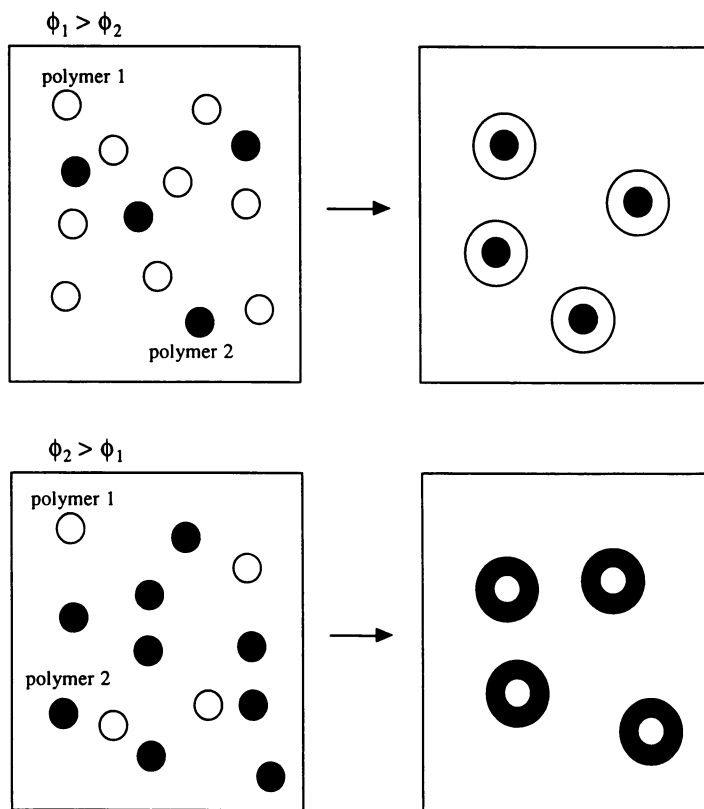 ϕ₁ > ϕ₂
polymer 1
polymer 2
ϕ₂ > ϕ₁
polymer 1
polymer 2